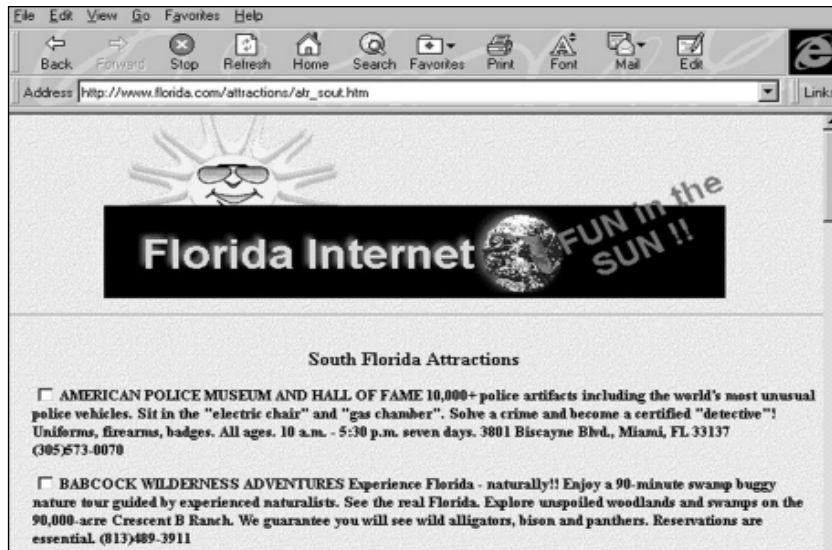 File Edit View Go Favorites Help
Back Forward Stop Refresh Home Search Favorites Print Font Mail Edit
Address http://www.florida.com/attractions/atr_sout.htm Links
Florida Internet
FUN in the
SUN !!
South Florida Attractions
AMERICAN POLICE MUSEUM AND HALL OF FAME 10,000+ police artifacts including the world's most unusual
police vehicles. Sit in the "electric chair" and "gas chamber". Solve a crime and become a certified "detective"!
Uniforms, firearms, badges. All ages. 10 a.m. - 5:30 p.m. seven days. 3801 Biscayne Blvd., Miami, FL 33137
(305)573-0070
BABCOCK WILDERNESS ADVENTURES Experience Florida - naturally!! Enjoy a 90-minute swamp buggy
nature tour guided by experienced naturalists. See the real Florida. Explore unspoiled woodlands and swamps on the
90,000-acre Crescent B Ranch. We guarantee you will see wild alligators, bison and panthers. Reservations are
essential. (813)489-3911